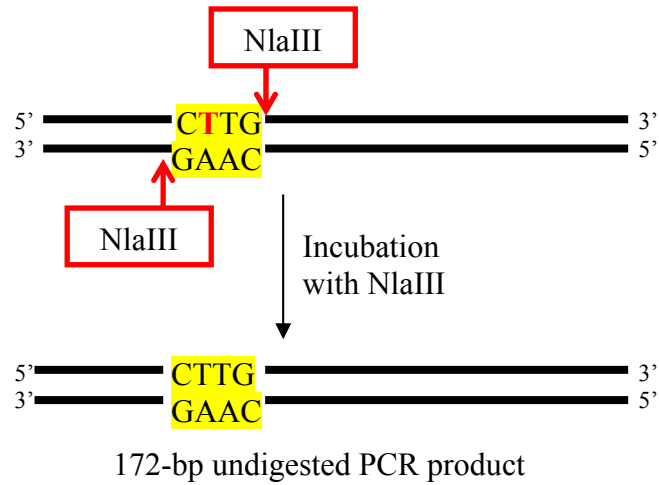 NlaIII
5’ CTTG 3’
3’ GAAC 5’
NlaIII
Incubation
with NlaIII
5’ CTTG 3’
3’ GAAC 5’
172-bp undigested PCR product